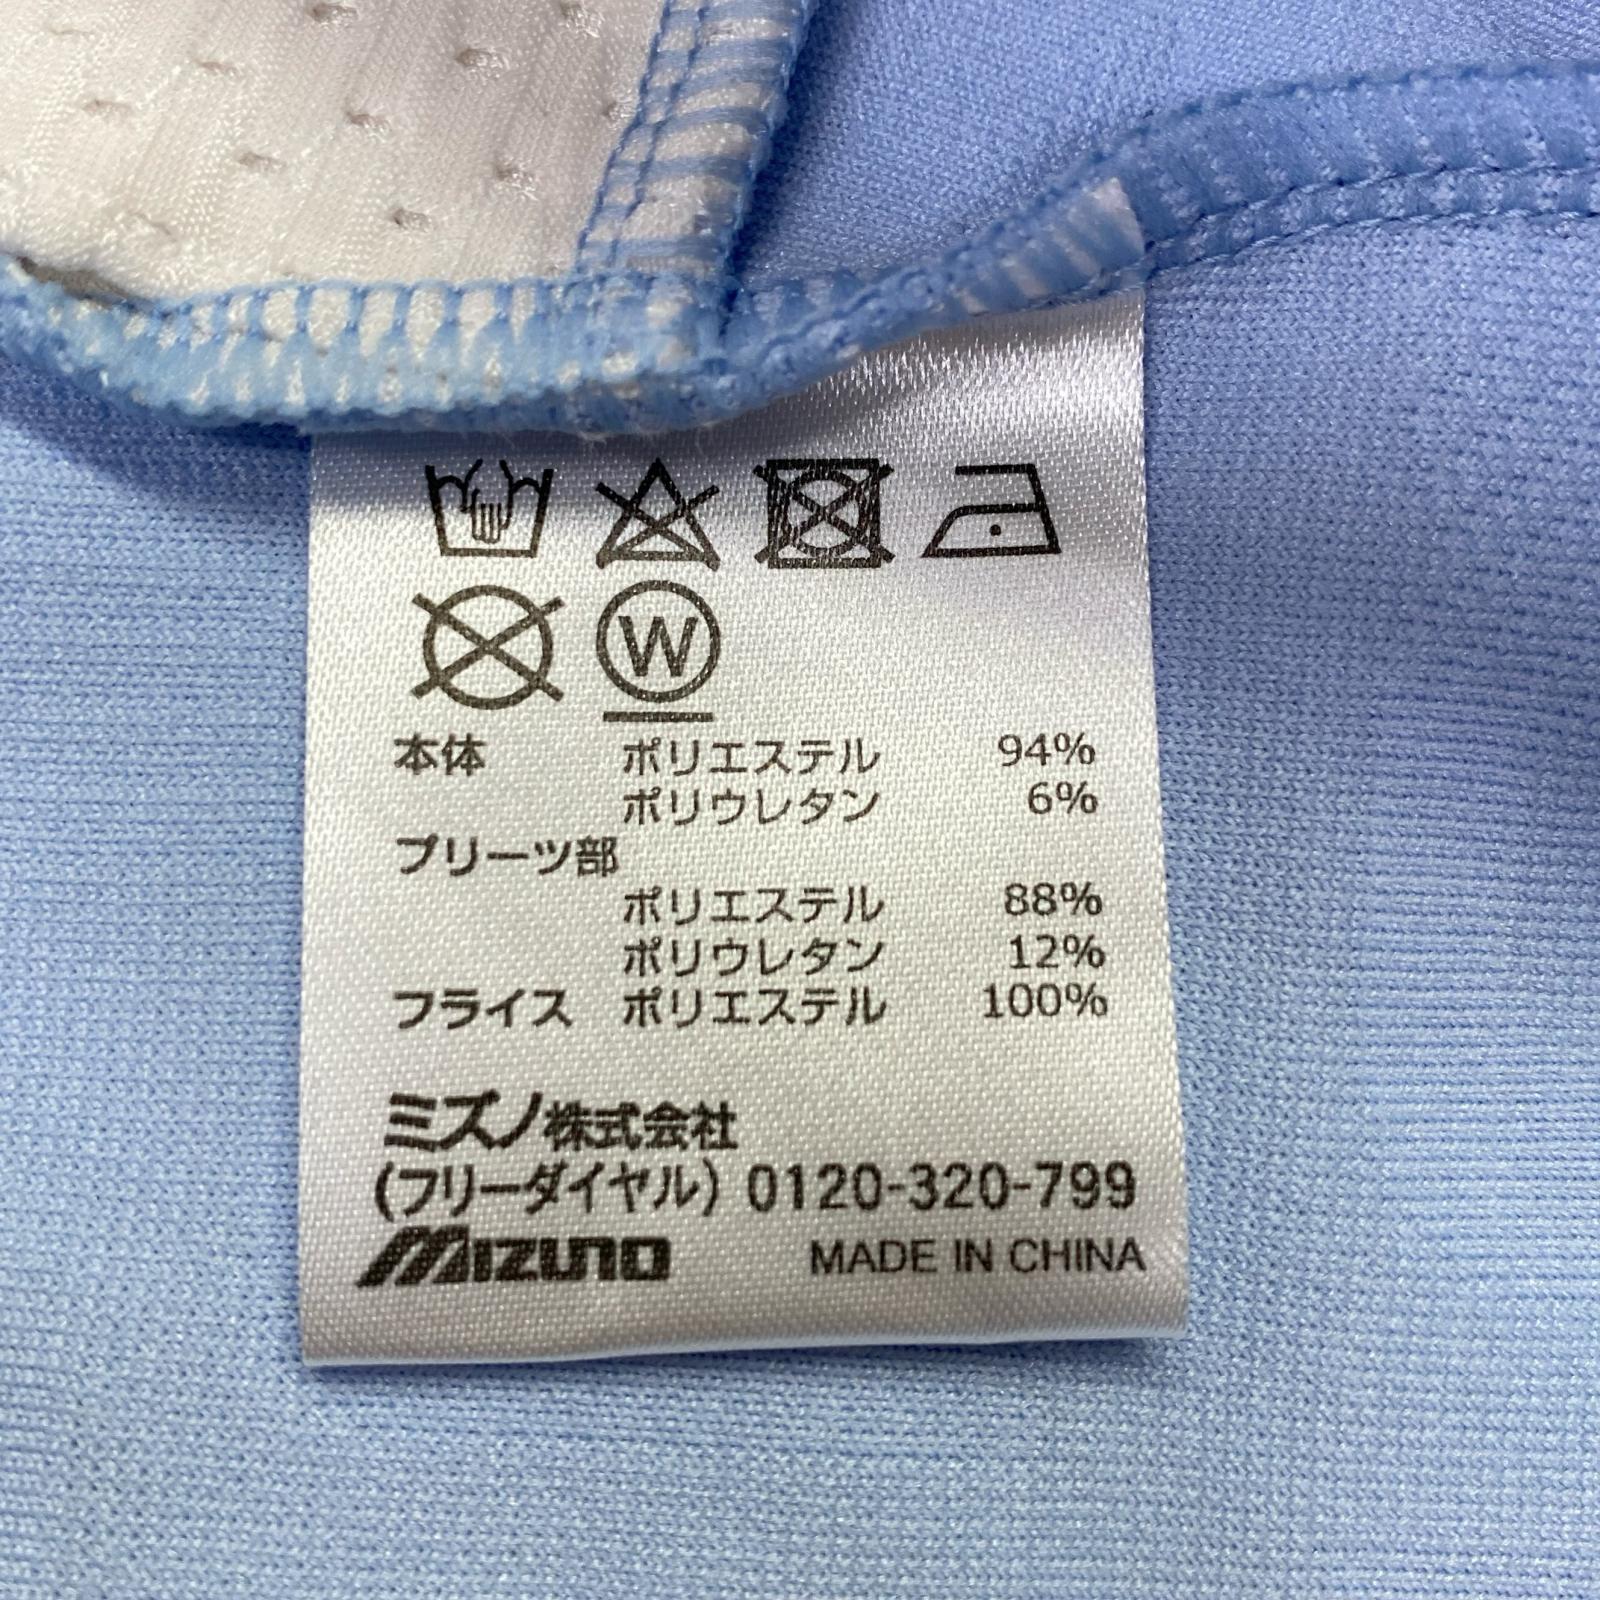 W
本体 ポリエステル 94%
ポリウレタン 6%
プリーツ部
ポリエステル 88%
ポリウレタン 12%
フライス ポリエステル 100%
ミズノ株式会社
(フリーダイヤル) 0120-320-799
MIZUNO MADE IN CHINA